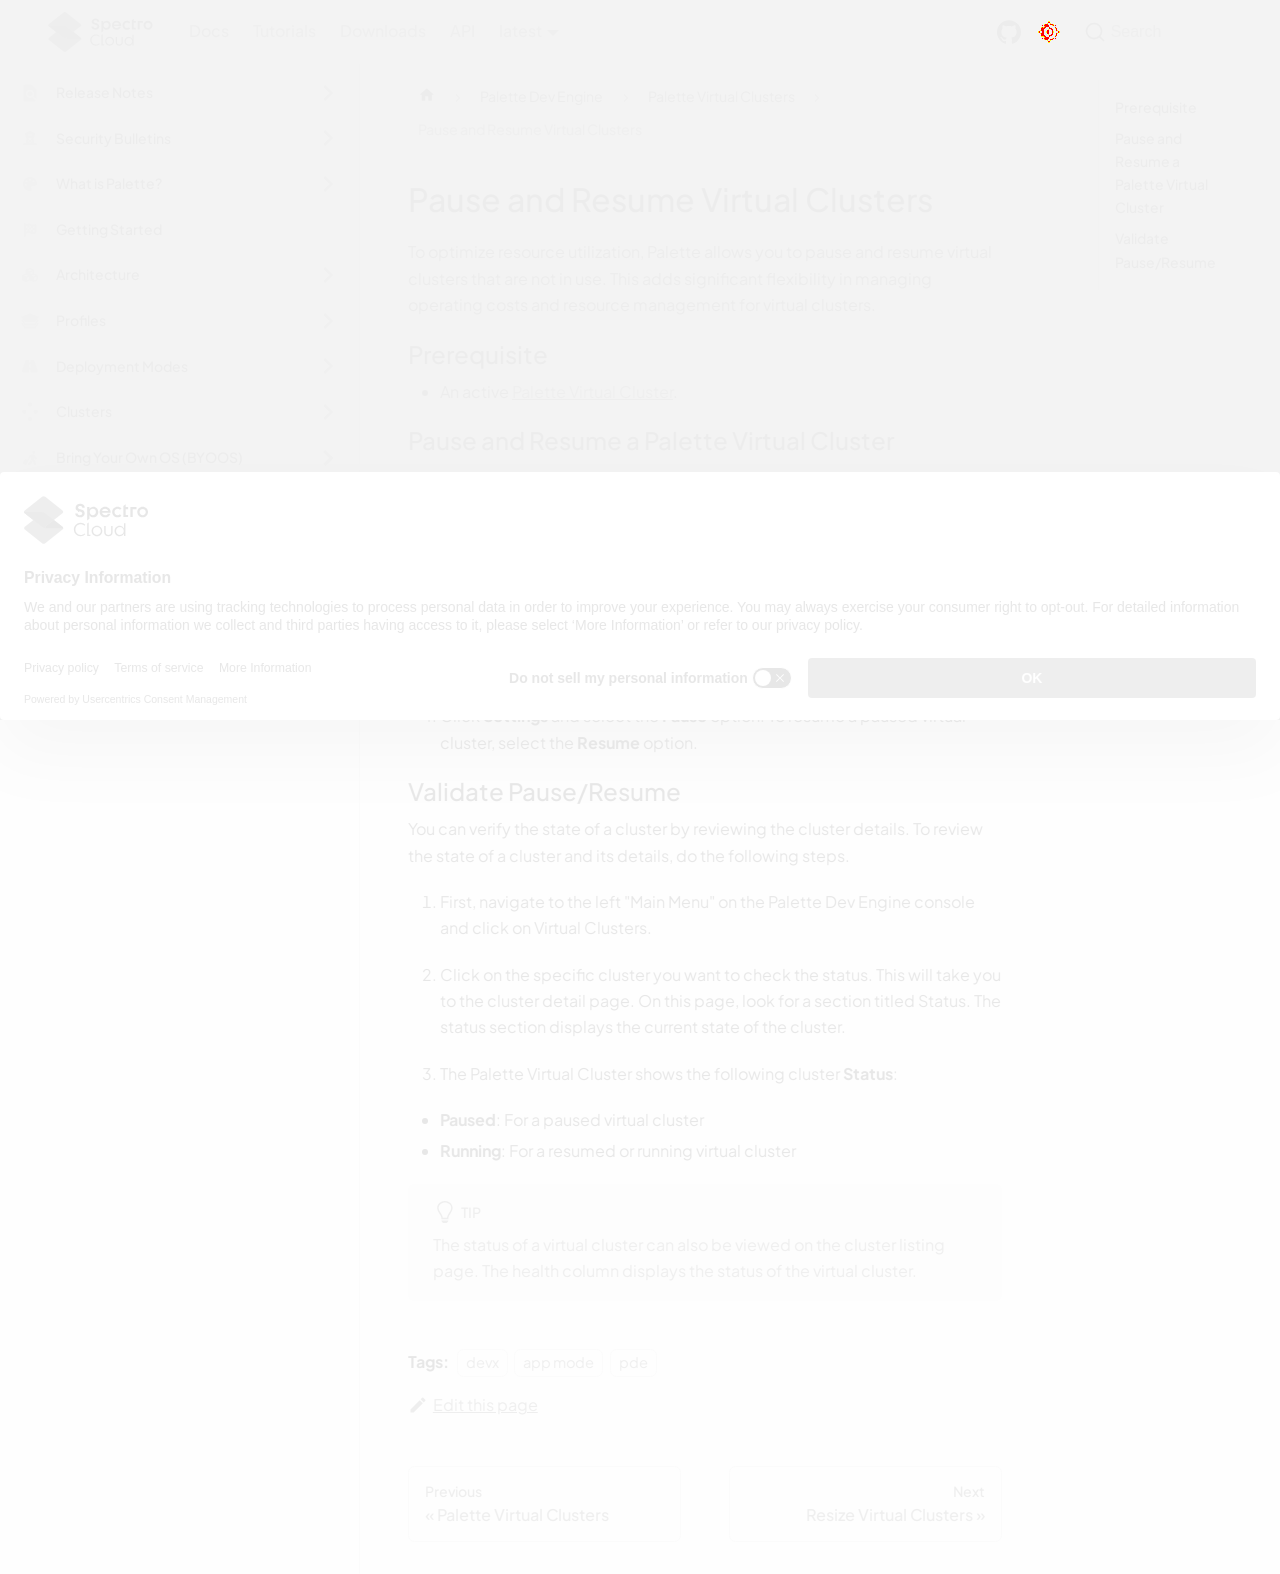 Spectro
Cloud
Docs
Tutorials
Downloads
API
latest
Search
Release Notes
Security Bulletins
What is Palette?
Getting Started
Architecture
Profiles
Deployment Modes
Clusters
Bring Your Own OS (BYOOS)
Palette Dev Engine
Palette Virtual Clusters
Pause and Resume Virtual Clusters
Pause and Resume Virtual Clusters
To optimize resource utilization, Palette allows you to pause and resume virtual
clusters that are not in use. This adds significant flexibility in managing
operating costs and resource management for virtual clusters.
Prerequisite
An active Palette Virtual Cluster.
Pause and Resume a Palette Virtual Cluster
Prerequisite
Pause and
Resume a
Palette Virtual
Cluster
Validate
Pause/Resume
Spectro
Cloud
Privacy Information
We and our partners are using tracking technologies to process personal data in order to improve your experience. You may always exercise your consumer right to opt-out. For detailed information
about personal information we collect and third parties having access to it, please select 'More Information' or refer to our privacy policy.
Privacy policy
Terms of service
More Information
Powered by Usercentrics Consent Management
Do not sell my personal information
OK
cluster, select the Resume option.
Validate Pause/Resume
You can verify the state of a cluster by reviewing the cluster details. To review
the state of a cluster and its details, do the following steps.
1. First, navigate to the left "Main Menu" on the Palette Dev Engine console
and click on Virtual Clusters.
2. Click on the specific cluster you want to check the status. This will take you
to the cluster detail page. On this page, look for a section titled Status. The
status section displays the current state of the cluster.
3. The Palette Virtual Cluster shows the following cluster Status:
Paused: For a paused virtual cluster
Running: For a resumed or running virtual cluster
TIP
The status of a virtual cluster can also be viewed on the cluster listing
page. The health column displays the status of the virtual cluster.
Tags:
devx
app mode
pde
Edit this page
Previous
« Palette Virtual Clusters
Next
Resize Virtual Clusters »